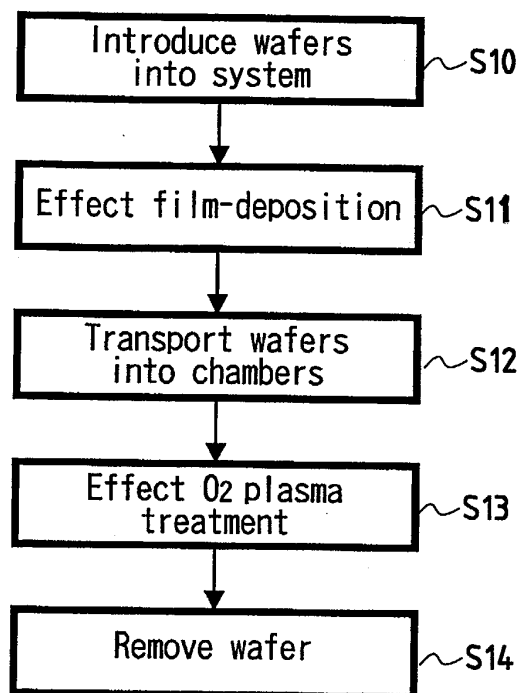 Introduce wafers
into system
S10
Effect film-deposition
S11
Transport wafers
into chambers
S12
Effect O2 plasma
treatment
S13
Remove wafer
S14